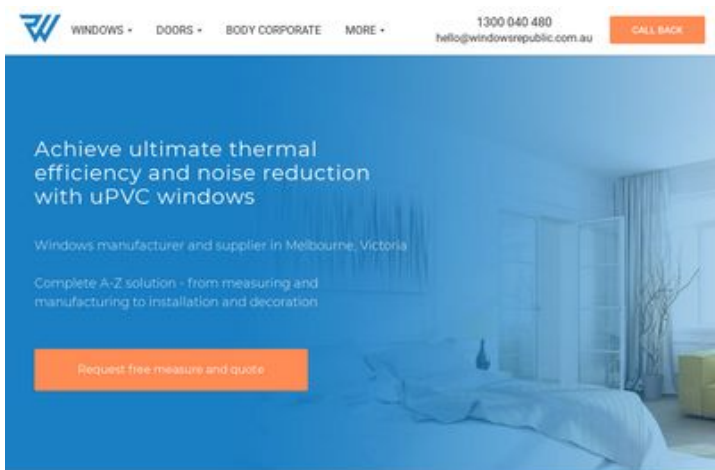 WINDOWS
DOORS
BODY CORPORATE
MORE
1300 040 480
hello@windowsrepublic.com.au
CALL BACK
Achieve ultimate thermal
efficiency and noise reduction
with uPVC windows
Windows manufacturer and supplier in Melbourne, Victoria
Complete A-Z solution - from measuring and
manufacturing to installation and decoration
Request free measure and quote